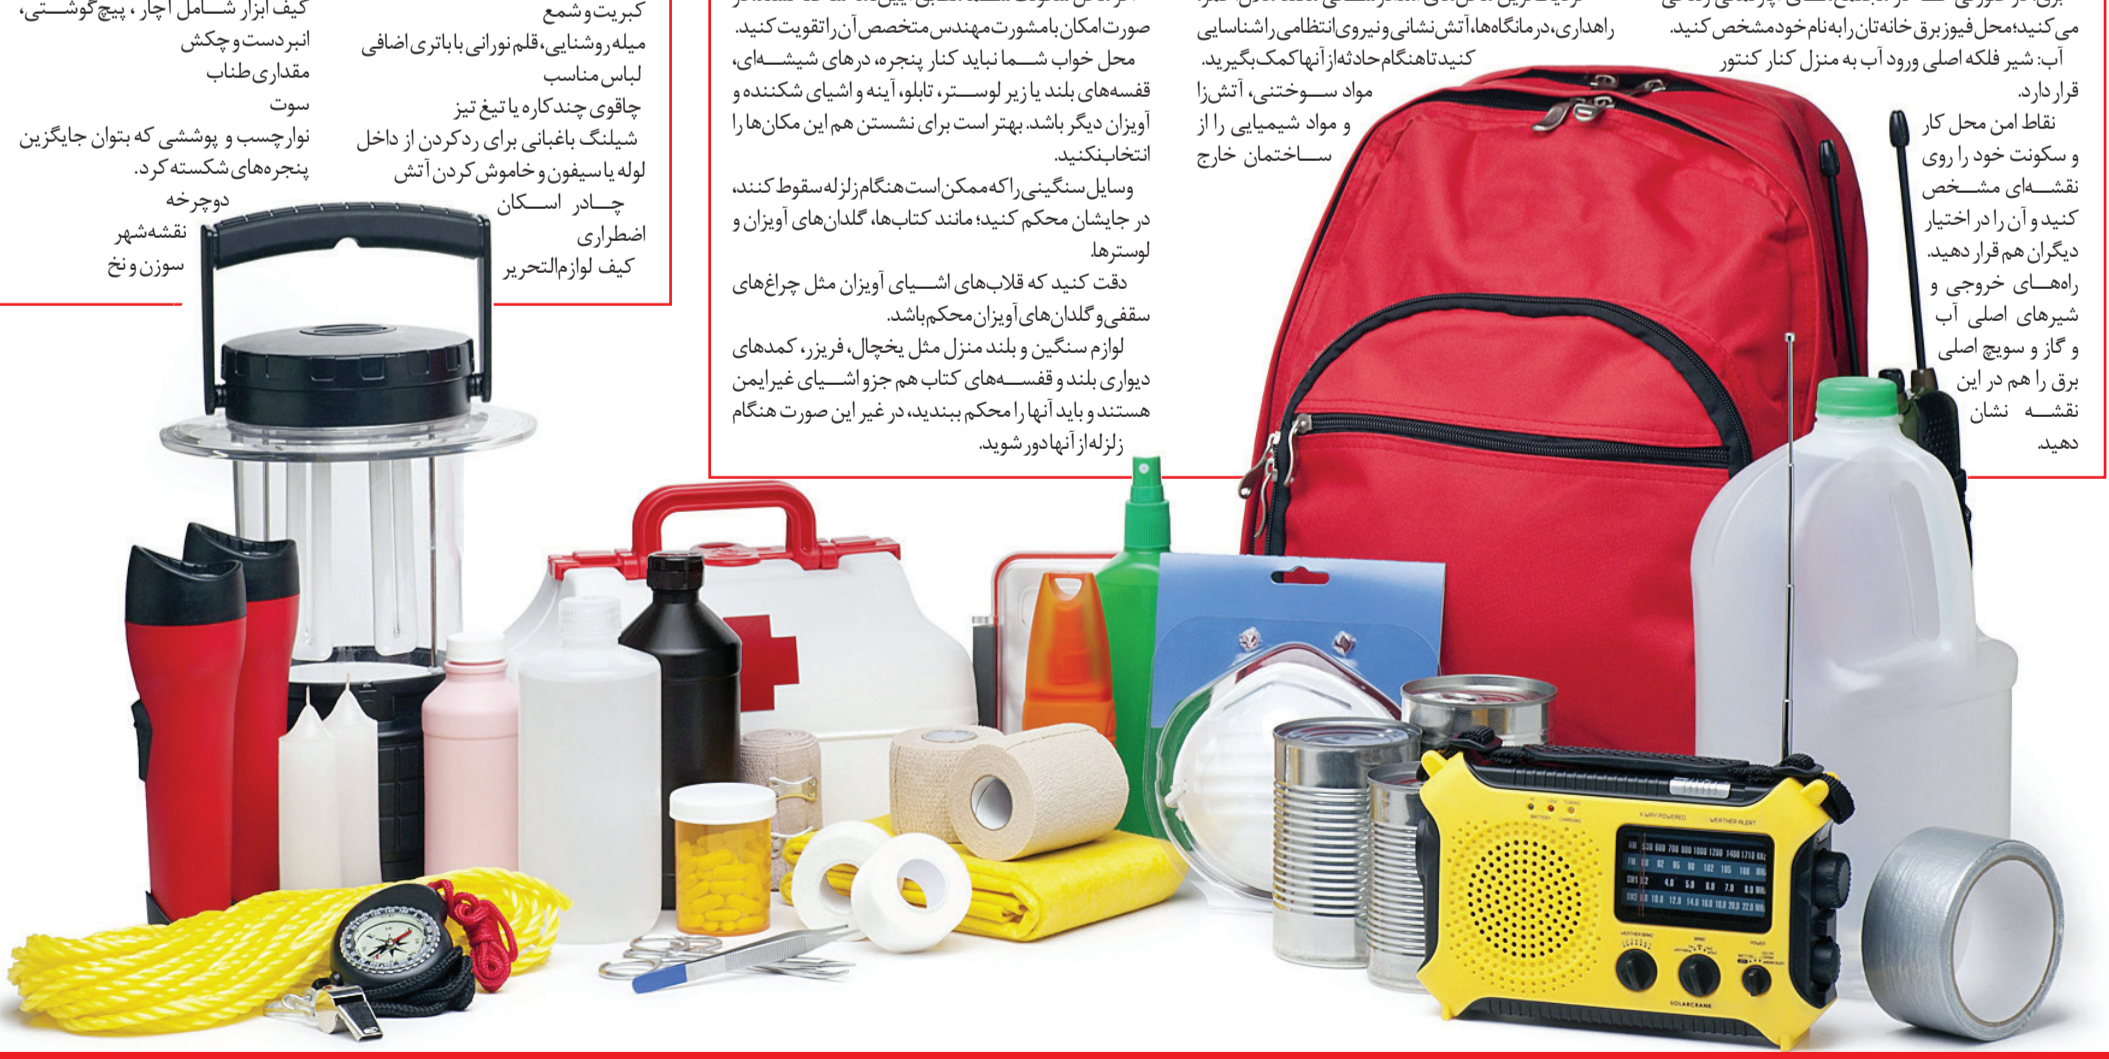 می‌کنید؛ محل فیوز برق خانه‌تان را به نام خود مشخص کنید.
آب: شیر فلکه اصلی ورود آب به منزل کنار کنتور
قرار دارد.
نقاط امن محل کار
و سکونت خود را روی
نقشه‌ای مشخص
کنید و آن را در اختیار
دیگران هم قرار دهید.
راه‌های خروجی و
شیرهای اصلی آب
و گاز و سویچ اصلی
برق را هم در این
نقشه نشان
دهید.
راهداری، درمانگاه‌ها، آتش‌نشانی و نیروی انتظامی را شناسایی
کنید تا هنگام حادثه از آنها کمک بگیرید.
مواد سوختنی، آتش‌زا
و مواد شیمیایی را از
ساختمان خارج
صورت امکان با مشورت مهندس متخصص آن را تقویت کنید.
محل خواب شما نباید کنار پنجره، درهای شیشه‌ای،
قفسه‌های بلند یا زیر لوستر، تابلو، آینه و اشیای شکننده و
آویزان دیگر باشد. بهتر است برای نشستن هم این مکان‌ها را
انتخاب نکنید.
وسایل سنگینی را که ممکن است هنگام زلزله سقوط کنند،
در جایشان محکم کنید؛ مانند کتاب‌ها، گلدان‌های آویزان و
لوسترها.
دقت کنید که قلاب‌های اشیای آویزان مثل چراغ‌های
سقفی و گلدان‌های آویزان محکم باشد.
لوازم سنگین و بلند منزل مثل یخچال، فریزر، کمدهای
دیواری بلند و قفسه‌های کتاب هم جزو اشیای غیرایمن
هستند و باید آنها را محکم ببندید، در غیر این صورت هنگام
زلزله از آنها دور شوید.
کبریت و شمع
میله روشنایی، قلم نورانی با باتری اضافی
لباس مناسب
چاقوی چندکاره یا تیغ تیز
شیلنگ باغبانی برای رد کردن از داخل
لوله یا سیفون و خاموش کردن آتش
چادر اسکان
اضطراری
کیف لوازم‌التحریر
کیف ابزار شامل آچار، پیچ‌گوشتی،
انبردست و چکش
مقداری طناب
سوت
نوار چسب و پوششی که بتوان جایگزین
پنجره‌های شکسته کرد.
دوچرخه
نقشه شهر
سوزن و نخ
4 WAY POWERED WEATHER ALERT
SOLARCRANK